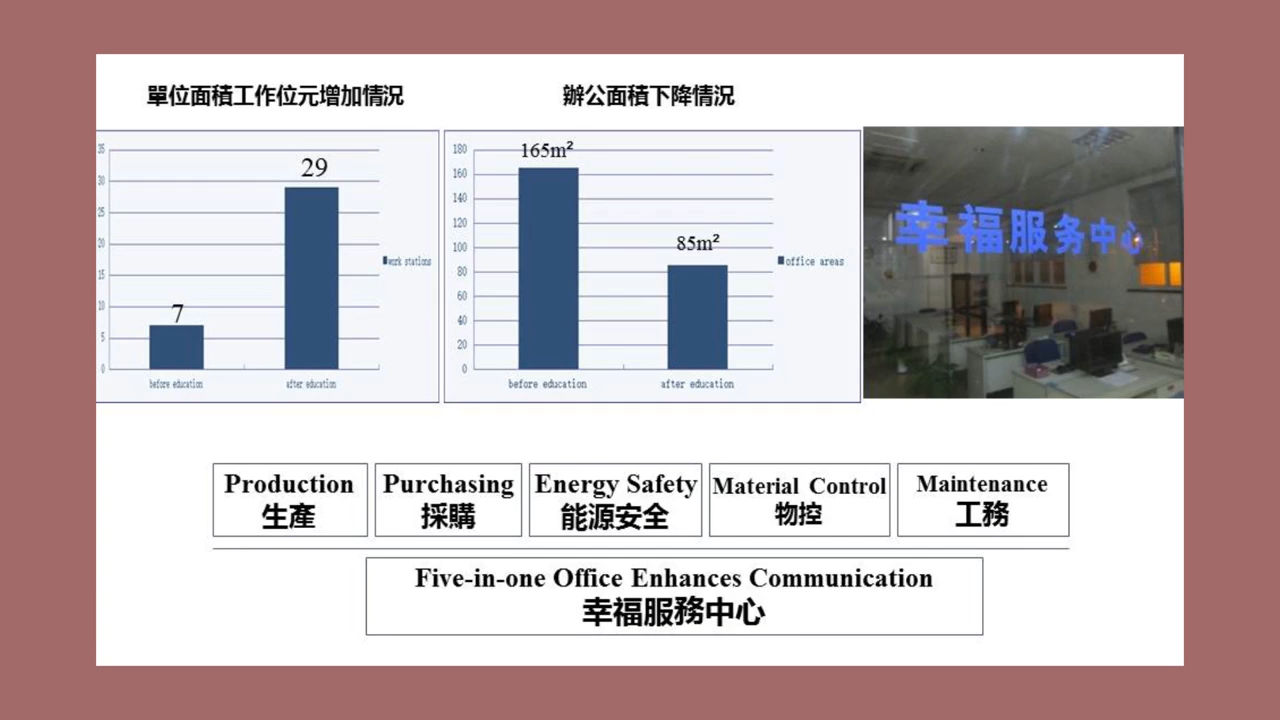 單位面積工作位元增加情況
辦公面積下降情況
35
30
25
20
15
10
5
0
7
29
before education
after education
work stations
180
160
140
120
100
80
60
40
20
0
165m²
85m²
before education
after education
office areas
幸福服务中心
Production
生產
Purchasing
採購
Energy Safety
能源安全
Material Control
物控
Maintenance
工務
Five-in-one Office Enhances Communication
幸福服務中心